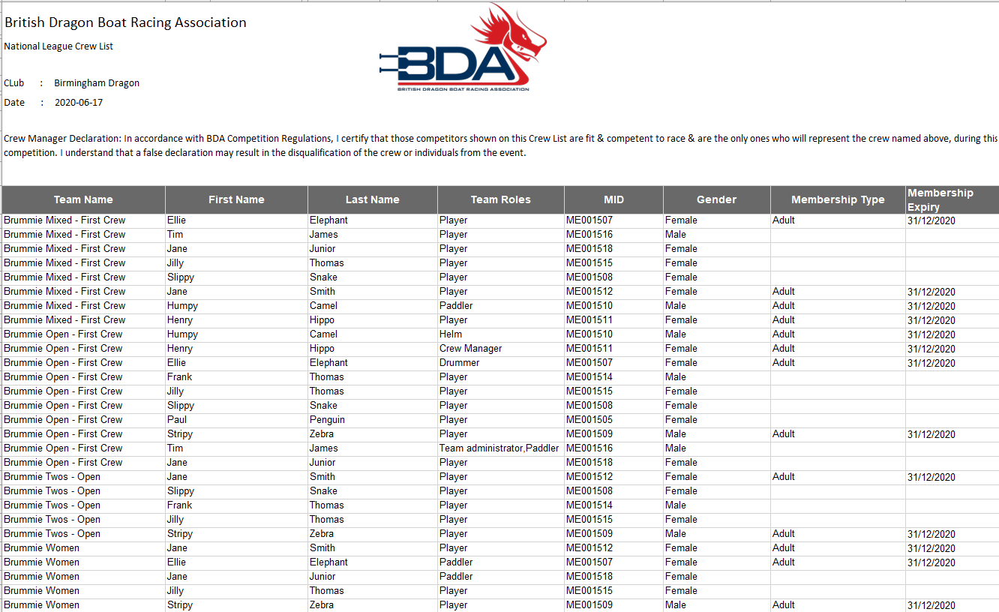 British Dragon Boat Racing Association
National League Crew List
BDA
BRITISH DRAGON BOAT RACING ASSOCIATION
CLub : Birmingham Dragon
Date : 2020-06-17
Crew Manager Declaration: In accordance with BDA Competition Regulations, I certify that those competitors shown on this Crew List are fit & competent to race & are the only ones who will represent the crew named above, during this
competition. I understand that a false declaration may result in the disqualification of the crew or individuals from the event.
Team Name First Name Last Name Team Roles MID Gender Membership Type Membership Expiry
Brummie Mixed - First Crew Ellie Elephant Player ME001507 Female Adult 31/12/2020
Brummie Mixed - First Crew Tim James Player ME001516 Male
Brummie Mixed - First Crew Jane Junior Player ME001518 Female
Brummie Mixed - First Crew Jilly Thomas Player ME001515 Female
Brummie Mixed - First Crew Slippy Snake Player ME001508 Female
Brummie Mixed - First Crew Jane Smith Player ME001512 Female Adult 31/12/2020
Brummie Mixed - First Crew Humpy Camel Paddler ME001510 Male Adult 31/12/2020
Brummie Mixed - First Crew Henry Hippo Player ME001511 Female Adult 31/12/2020
Brummie Open - First Crew Humpy Camel Helm ME001510 Male Adult 31/12/2020
Brummie Open - First Crew Henry Hippo Crew Manager ME001511 Female Adult 31/12/2020
Brummie Open - First Crew Ellie Elephant Drummer ME001507 Female Adult 31/12/2020
Brummie Open - First Crew Frank Thomas Player ME001514 Male
Brummie Open - First Crew Jilly Thomas Player ME001515 Female
Brummie Open - First Crew Slippy Snake Player ME001508 Female
Brummie Open - First Crew Paul Penguin Player ME001505 Female
Brummie Open - First Crew Stripy Zebra Player ME001509 Male Adult 31/12/2020
Brummie Open - First Crew Tim James Team administrator,Paddler ME001516 Male
Brummie Open - First Crew Jane Junior Player ME001518 Female
Brummie Twos - Open Jane Smith Player ME001512 Female Adult 31/12/2020
Brummie Twos - Open Slippy Snake Player ME001508 Female
Brummie Twos - Open Frank Thomas Player ME001514 Male
Brummie Twos - Open Jilly Thomas Player ME001515 Female
Brummie Twos - Open Stripy Zebra Player ME001509 Male Adult 31/12/2020
Brummie Women Jane Smith Player ME001512 Female Adult 31/12/2020
Brummie Women Ellie Elephant Paddler ME001507 Female Adult 31/12/2020
Brummie Women Jane Junior Paddler ME001518 Female
Brummie Women Jilly Thomas Player ME001515 Female
Brummie Women Stripy Zebra Player ME001509 Male Adult 31/12/2020